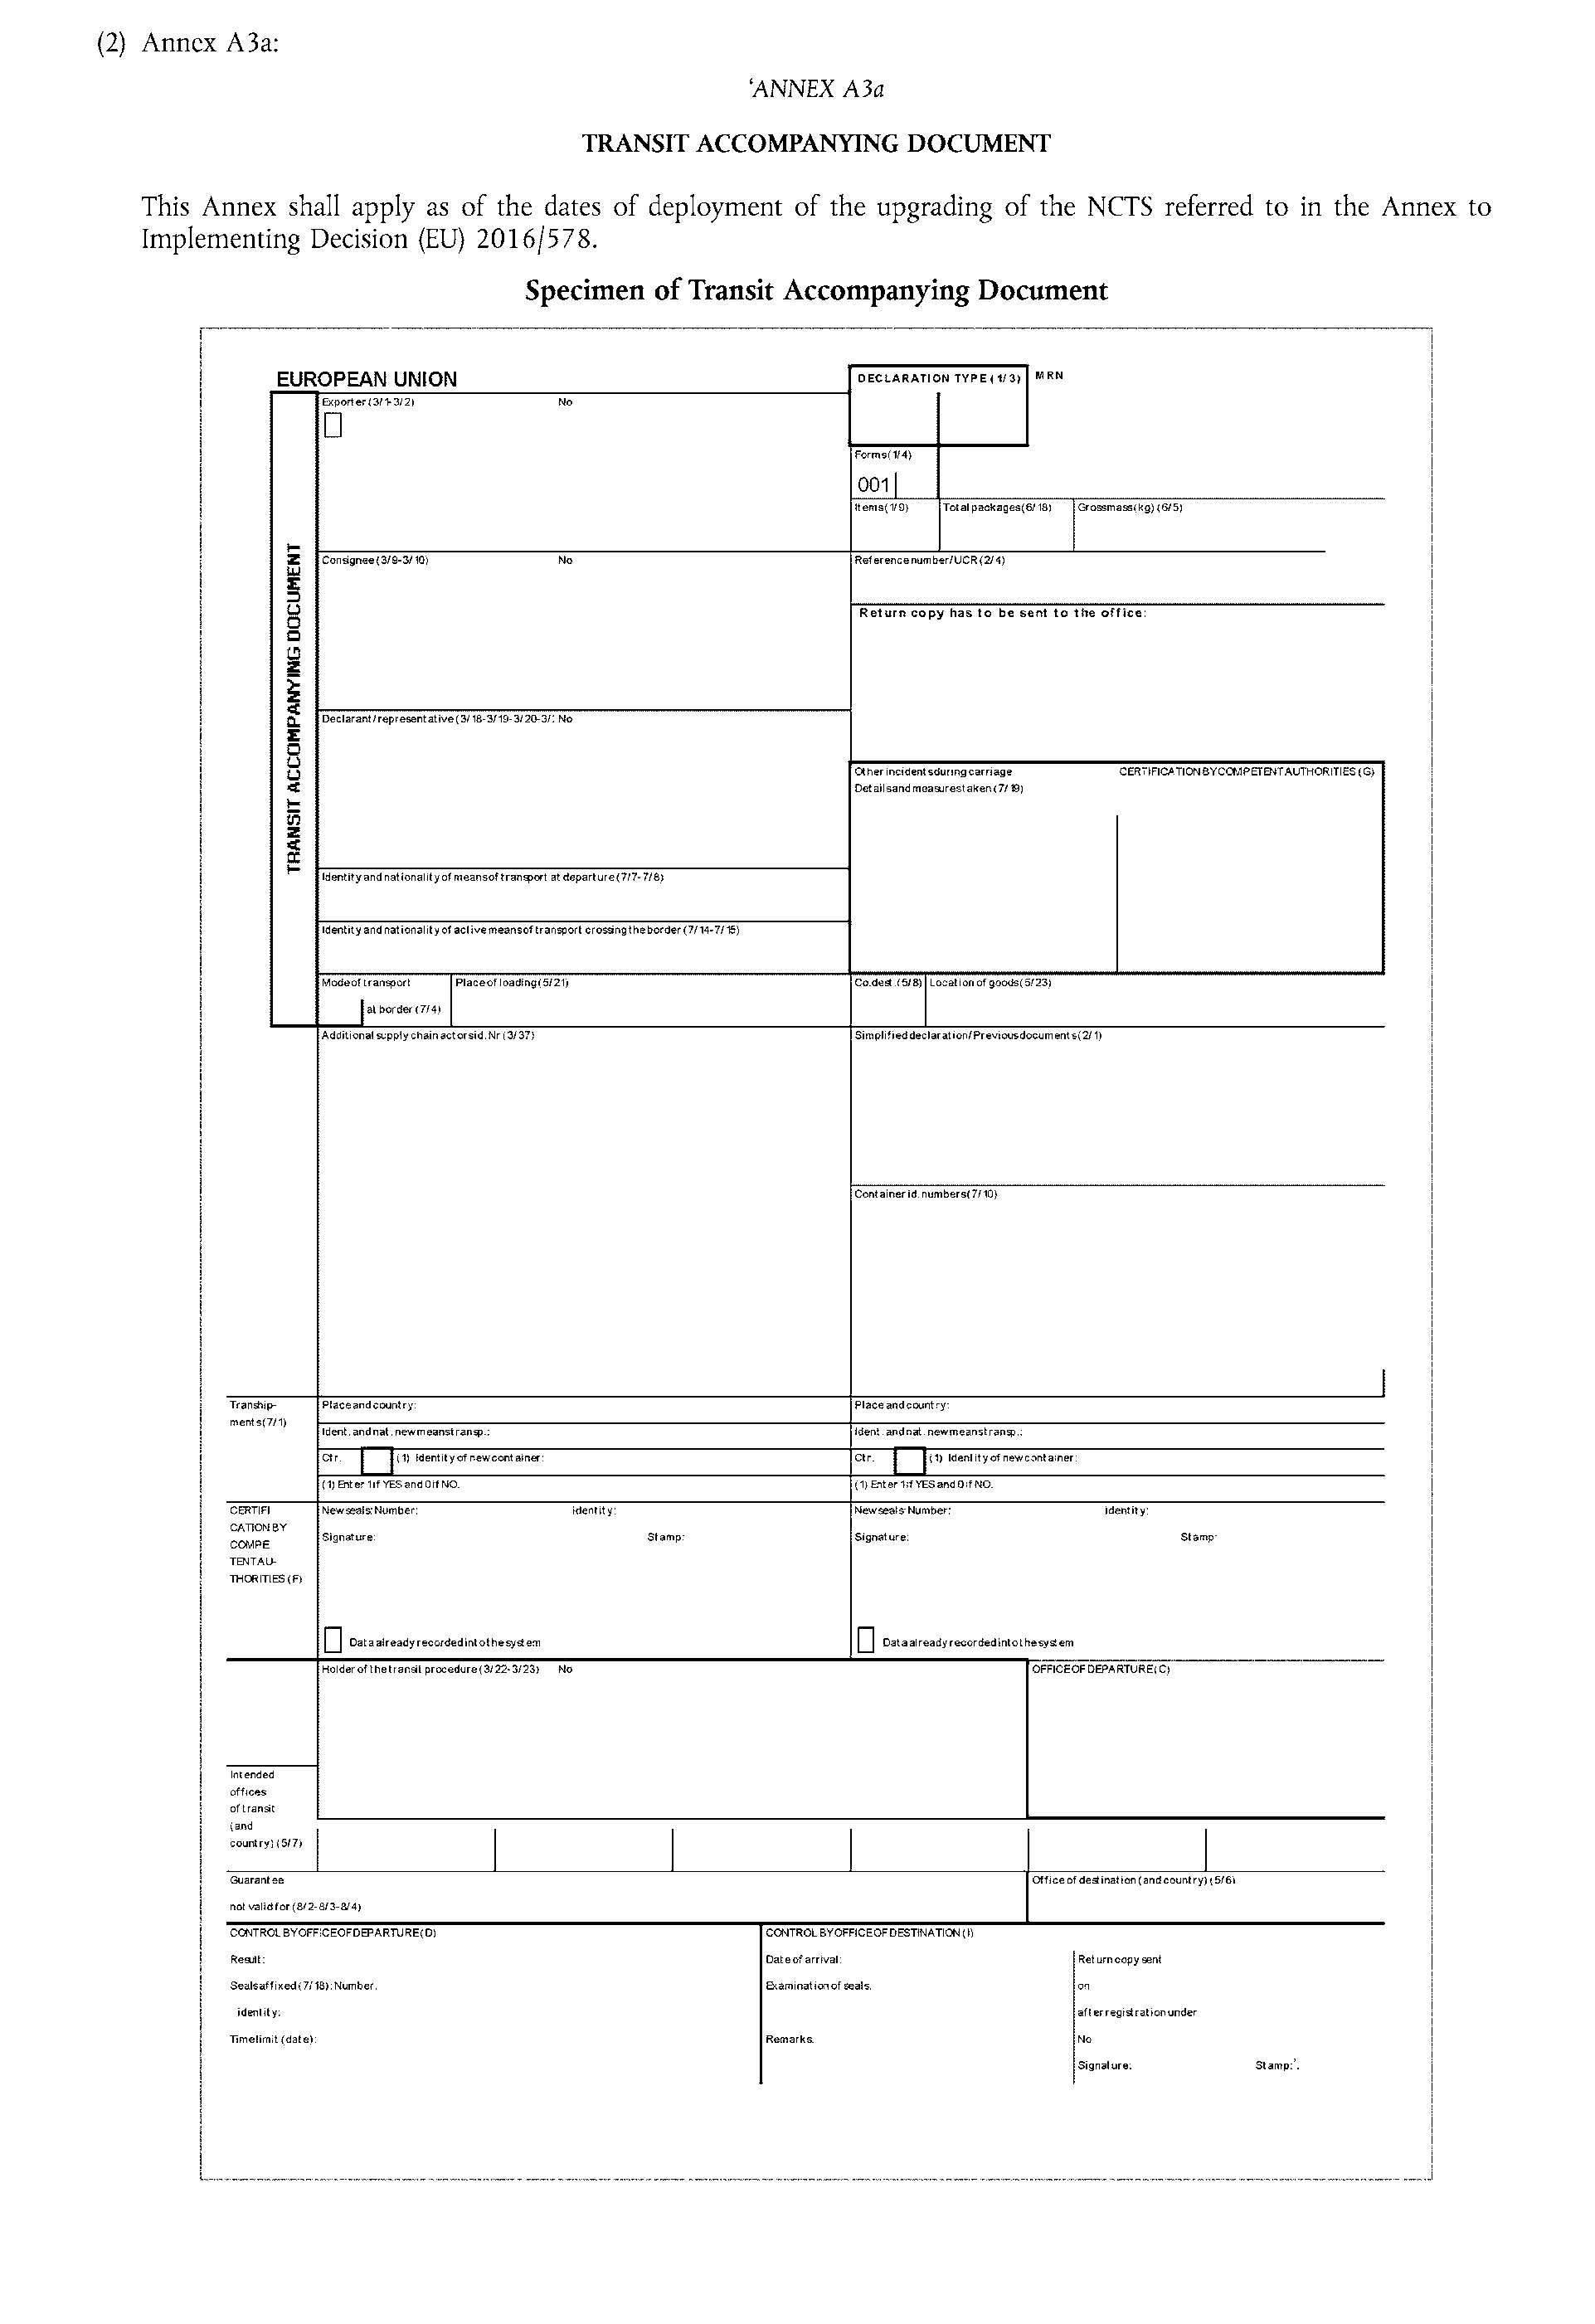 (2) Annex A3a:
‘ANNEX A3a
TRANSIT ACCOMPANYING DOCUMENT
This Annex shall apply as of the dates of deployment of the upgrading of the NCTS referred to in the Annex to
Implementing Decision (EU) 2016/578.
Specimen of Transit Accompanying Document
EUROPEAN UNION
DECLARATION TYPE (1/3)
MRN
TRANSIT ACCOMPANYING DOCUMENT
Exporter (3/1-3/2) No
Forms (1/4)
001
Items (1/9) Total packages (6/18) Gross mass (kg) (6/5)
Consignee (3/9-3/10) No
Reference number/UCR (2/4)
Return copy has to be sent to the office:
Declarant/representative (3/18-3/19-3/20-3/: No
Other incidents during carriage CERTIFICATION BY COMPETENT AUTHORITIES (G)
Details and measures taken (7/19)
Identity and nationality of means of transport at departure (7/7-7/8)
Identity and nationality of active means of transport crossing the border (7/14-7/15)
Mode of transport Place of loading (5/21) Co. dest. (5/8) Location of goods (5/23)
at border (7/4)
Additional supply chain actors id. Nr (3/37) Simplified declaration/Previous documents (2/1)
Container id. numbers (7/10)
Tranship-
ments (7/1)
Place and country: Place and country:
Ident. and nat. new means transp.: Ident. and nat. new means transp.:
Ctr. (1) Identity of new container: Ctr. (1) Identity of new container:
(1) Enter 1 if YES and 0 if NO. (1) Enter 1 if YES and 0 if NO.
CERTIFI
CATION BY
COMPE
TENT AU-
THORITIES (F)
New seals: Number: identity: New seals: Number: identity:
Signature: Stamp: Signature: Stamp:
Data already recorded into the system Data already recorded into the system
Holder of the transit procedure (3/22-3/23) No OFFICE OF DEPARTURE (C)
Intended
offices
of transit
(and
country) (5/7)
Guarantee Office of destination (and country) (5/6)
not valid for (8/2-8/3-8/4)
CONTROL BY OFFICE OF DEPARTURE (D) CONTROL BY OFFICE OF DESTINATION (I)
Result: Date of arrival: Return copy sent
Seals affixed (7/18): Number: Examination of seals: on
identity: after registration under
Time limit (date): Remarks: No
Signature: Stamp:’.